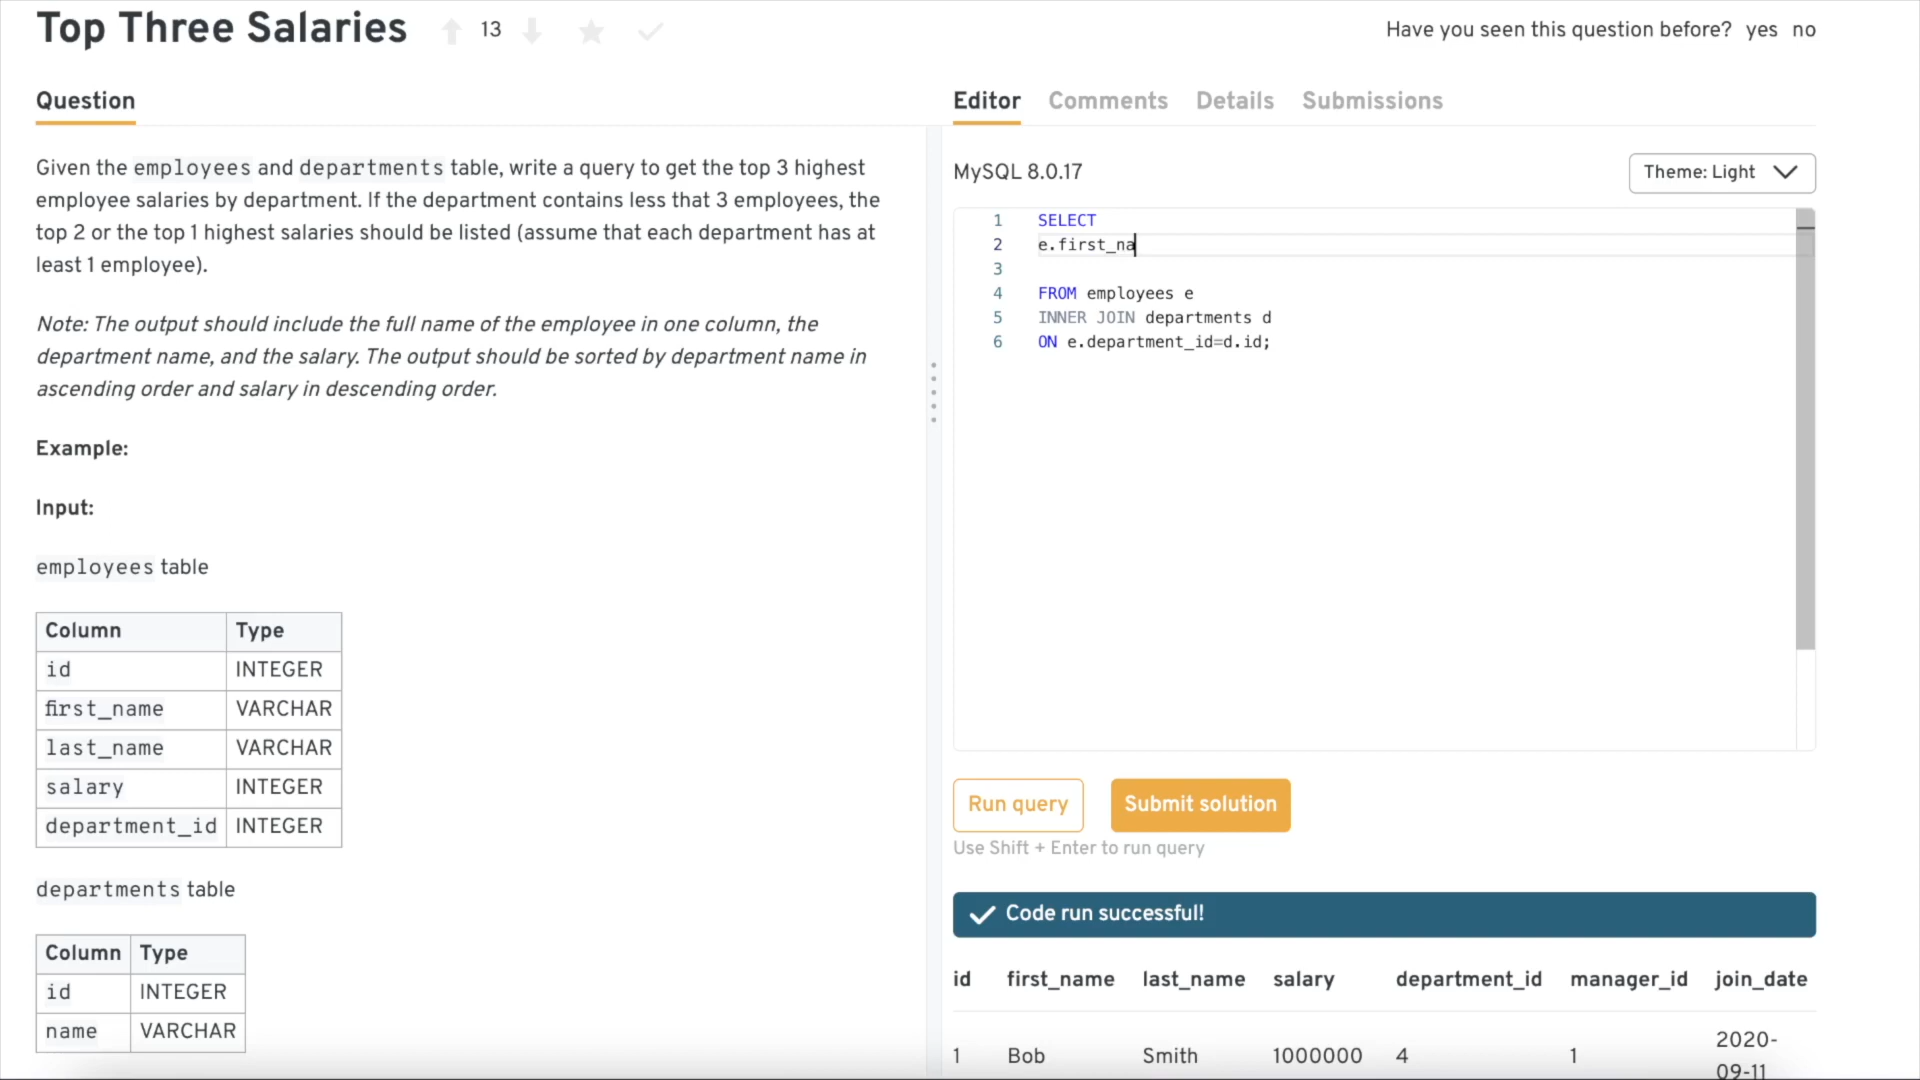 Top Three Salaries
13
Have you seen this question before? yes no
Question
Given the employees and departments table, write a query to get the top 3 highest
employee salaries by department. If the department contains less that 3 employees, the
top 2 or the top 1 highest salaries should be listed (assume that each department has at
least 1 employee).
Note: The output should include the full name of the employee in one column, the
department name, and the salary. The output should be sorted by department name in
ascending order and salary in descending order.
Example:
Input:
employees table
Column Type
id INTEGER
first_name VARCHAR
last_name VARCHAR
salary INTEGER
department_id INTEGER
departments table
Column Type
id INTEGER
name VARCHAR
Editor Comments Details Submissions
MySQL 8.0.17
Theme: Light
1 SELECT
2 e.first_na
3
4 FROM employees e
5 INNER JOIN departments d
6 ON e.department_id=d.id;
Run query Submit solution
Use Shift + Enter to run query
Code run successful!
id first_name last_name salary department_id manager_id join_date
1 Bob Smith 1000000 4 1 2020-
09-11